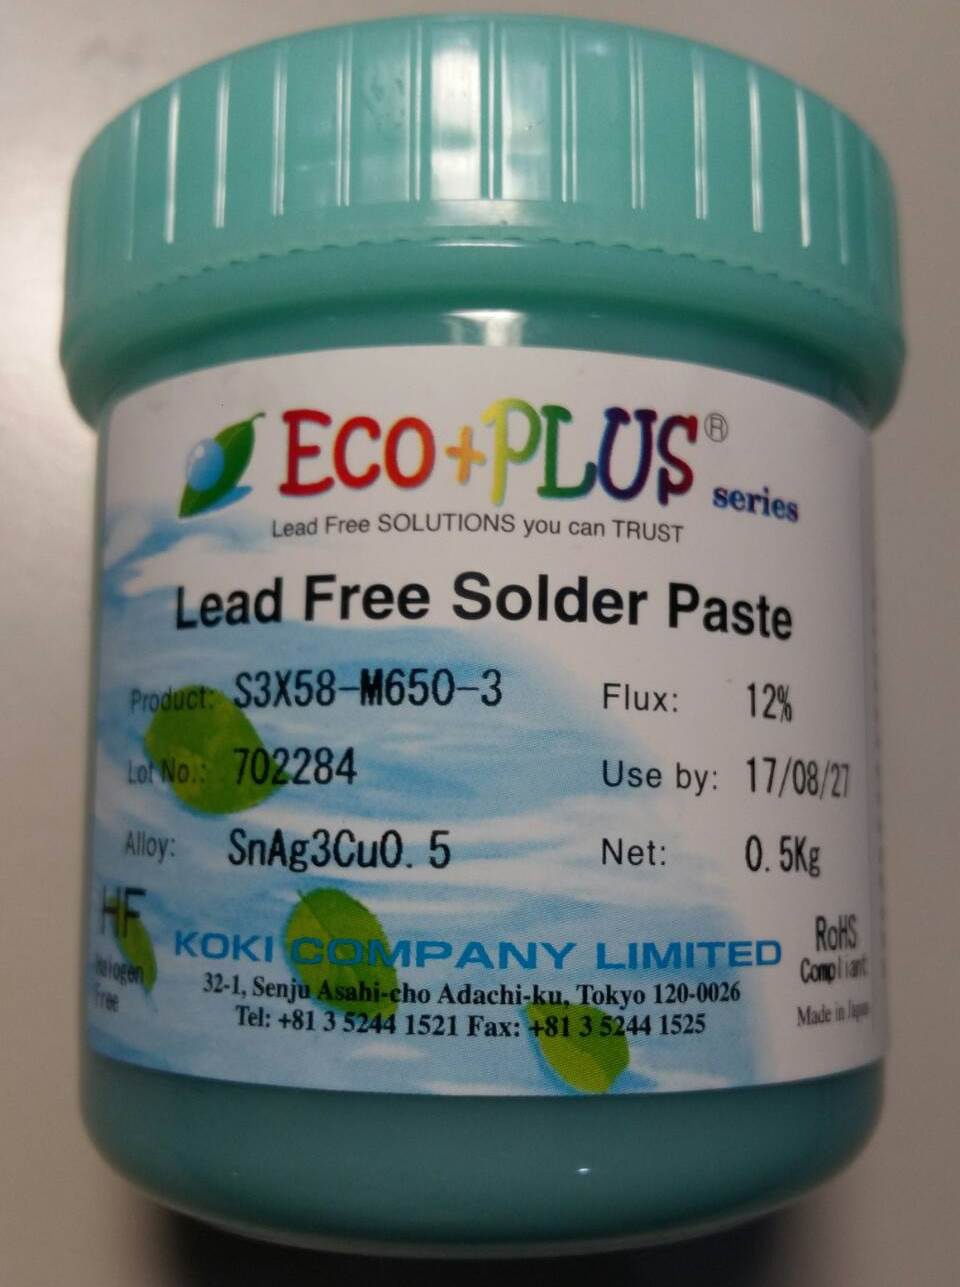 ECO+PLUS® series
Lead Free SOLUTIONS you can TRUST
Lead Free Solder Paste
Product: S3X58-M650-3 Flux: 12%
Lot No.: 702284 Use by: 17/08/27
Alloy: SnAg3Cu0.5 Net: 0.5Kg
HF
Halogen
Free
KOKI COMPANY LIMITED
32-1, Senju Asahi-cho Adachi-ku, Tokyo 120-0026
Tel: +81 3 5244 1521 Fax: +81 3 5244 1525
RoHS
Compliant
Made in Japan